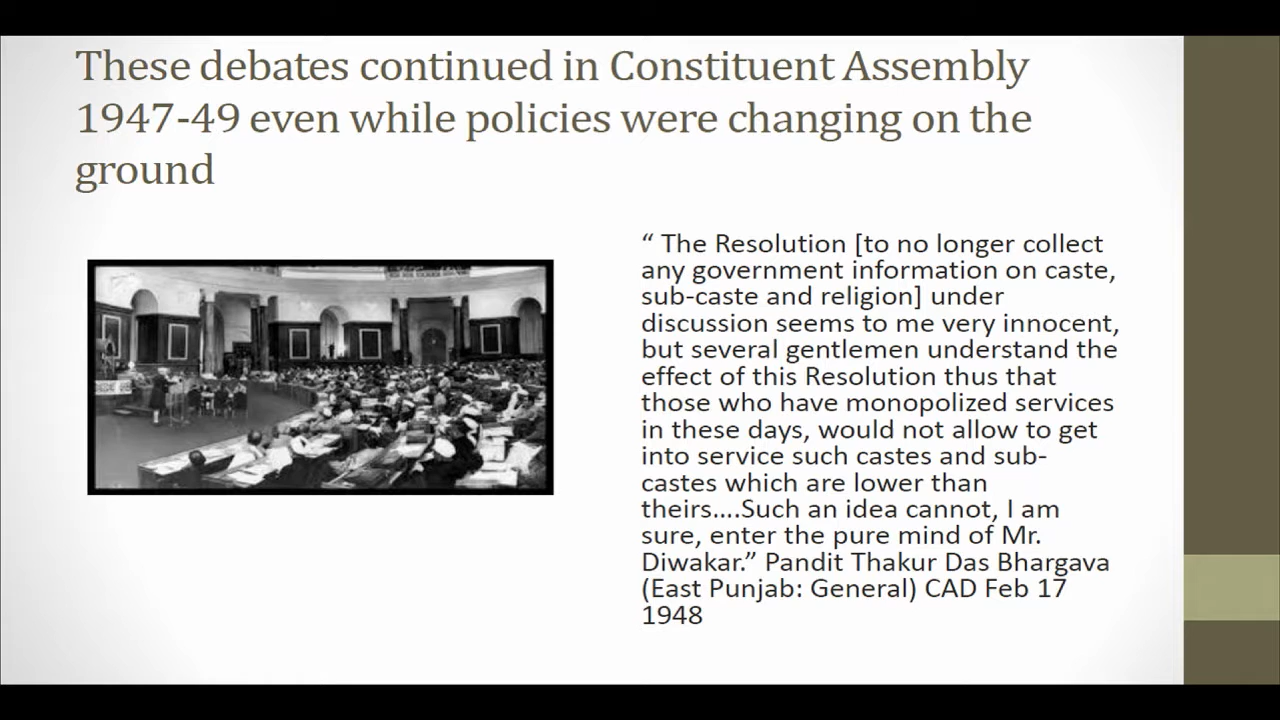 These debates continued in Constituent Assembly
1947-49 even while policies were changing on the
ground
“ The Resolution [to no longer collect
any government information on caste,
sub-caste and religion] under
discussion seems to me very innocent,
but several gentlemen understand the
effect of this Resolution thus that
those who have monopolized services
in these days, would not allow to get
into service such castes and sub-
castes which are lower than
theirs….Such an idea cannot, I am
sure, enter the pure mind of Mr.
Diwakar.” Pandit Thakur Das Bhargava
(East Punjab: General) CAD Feb 17
1948